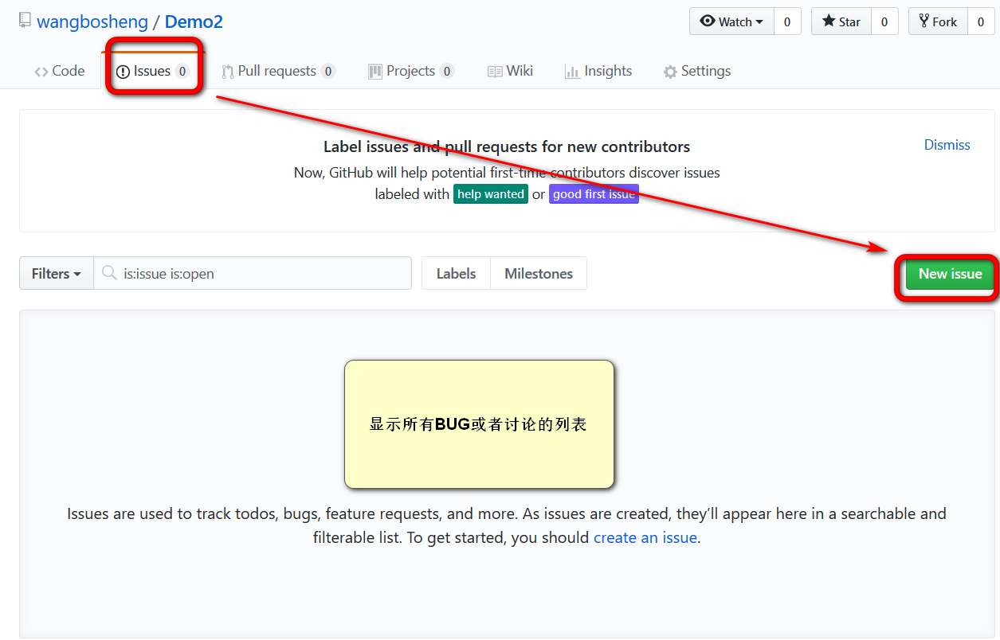 wangbosheng / Demo2
Watch 0 Star 0 Fork 0
Code Issues 0 Pull requests 0 Projects 0 Wiki Insights Settings
Label issues and pull requests for new contributors
Dismiss
Now, GitHub will help potential first-time contributors discover issues
labeled with help wanted or good first issue
Filters is:issue is:open Labels Milestones New issue
显示所有BUG或者讨论的列表
Issues are used to track todos, bugs, feature requests, and more. As issues are created, they’ll appear here in a searchable and
filterable list. To get started, you should create an issue.